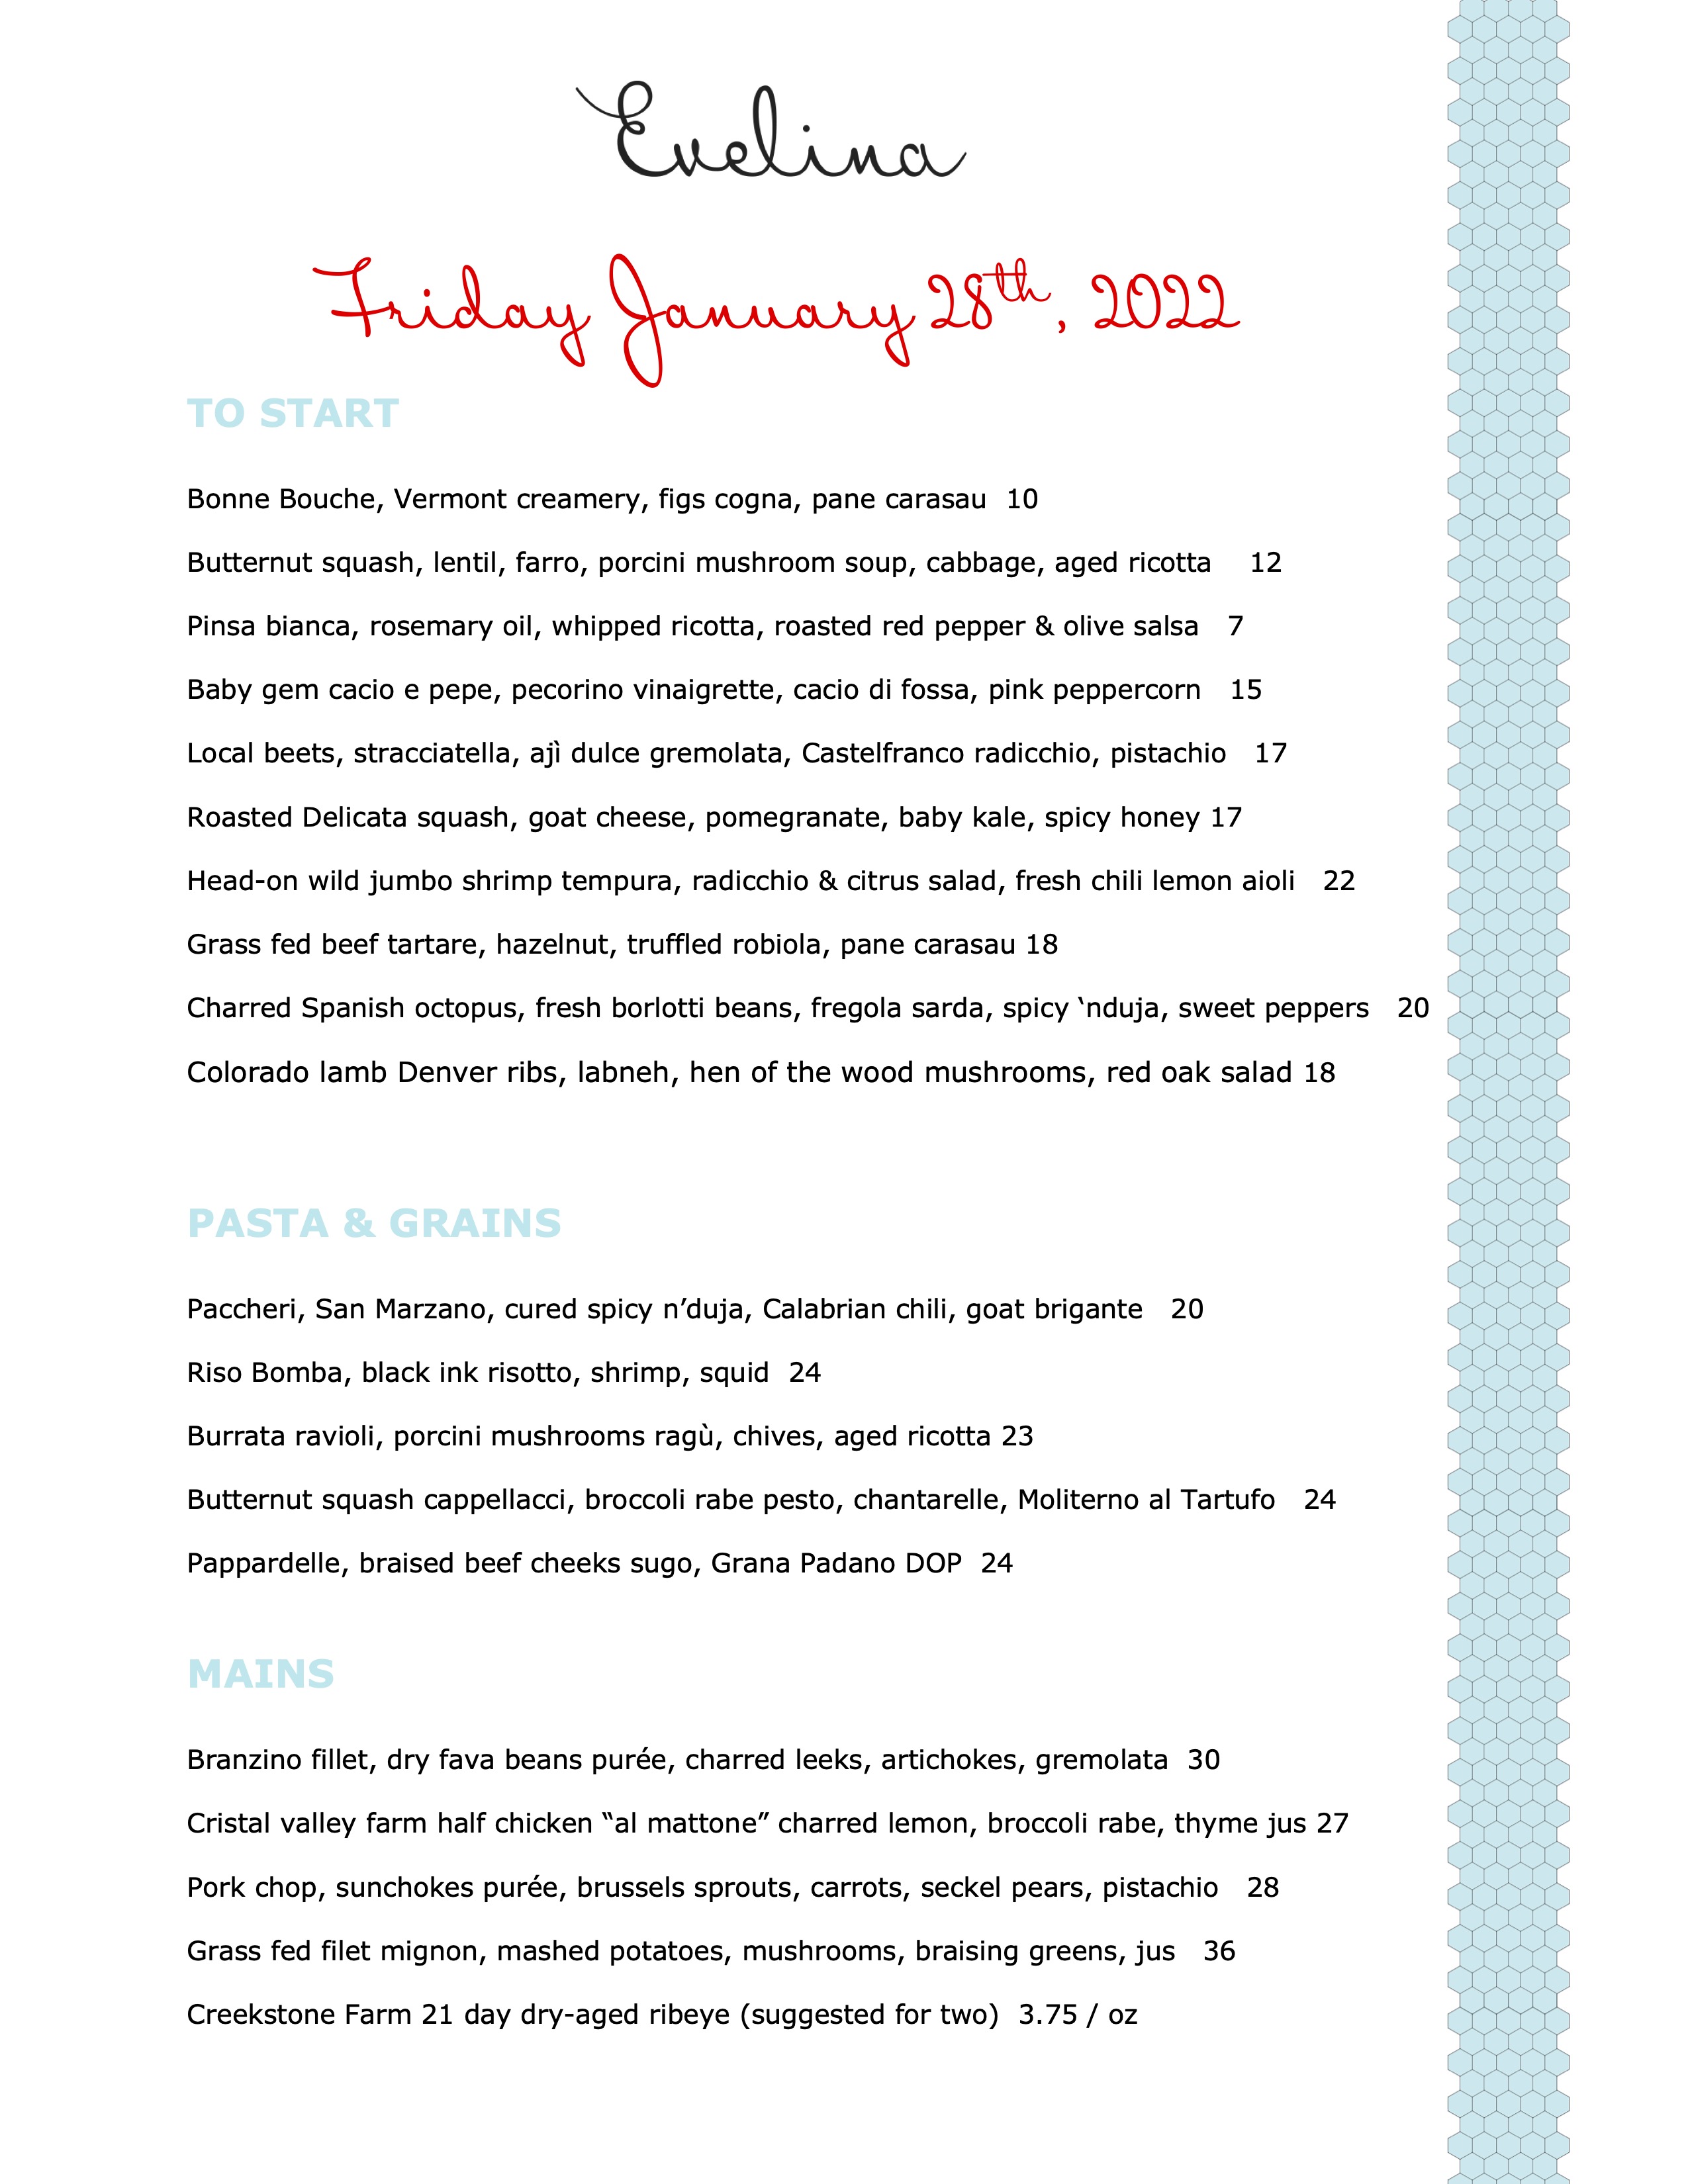 Evelina
Friday January 28th, 2022
TO START
Bonne Bouche, Vermont creamery, figs cogna, pane carasau 10
Butternut squash, lentil, farro, porcini mushroom soup, cabbage, aged ricotta 12
Pinsa bianca, rosemary oil, whipped ricotta, roasted red pepper & olive salsa 7
Baby gem cacio e pepe, pecorino vinaigrette, cacio di fossa, pink peppercorn 15
Local beets, stracciatella, ajì dulce gremolata, Castelfranco radicchio, pistachio 17
Roasted Delicata squash, goat cheese, pomegranate, baby kale, spicy honey 17
Head-on wild jumbo shrimp tempura, radicchio & citrus salad, fresh chili lemon aioli 22
Grass fed beef tartare, hazelnut, truffled robiola, pane carasau 18
Charred Spanish octopus, fresh borlotti beans, fregola sarda, spicy ‘nduja, sweet peppers 20
Colorado lamb Denver ribs, labneh, hen of the wood mushrooms, red oak salad 18
PASTA & GRAINS
Paccheri, San Marzano, cured spicy n’duja, Calabrian chili, goat brigante 20
Riso Bomba, black ink risotto, shrimp, squid 24
Burrata ravioli, porcini mushrooms ragù, chives, aged ricotta 23
Butternut squash cappellacci, broccoli rabe pesto, chantarelle, Moliterno al Tartufo 24
Pappardelle, braised beef cheeks sugo, Grana Padano DOP 24
MAINS
Branzino fillet, dry fava beans purée, charred leeks, artichokes, gremolata 30
Cristal valley farm half chicken “al mattone” charred lemon, broccoli rabe, thyme jus 27
Pork chop, sunchokes purée, brussels sprouts, carrots, seckel pears, pistachio 28
Grass fed filet mignon, mashed potatoes, mushrooms, braising greens, jus 36
Creekstone Farm 21 day dry-aged ribeye (suggested for two) 3.75 / oz